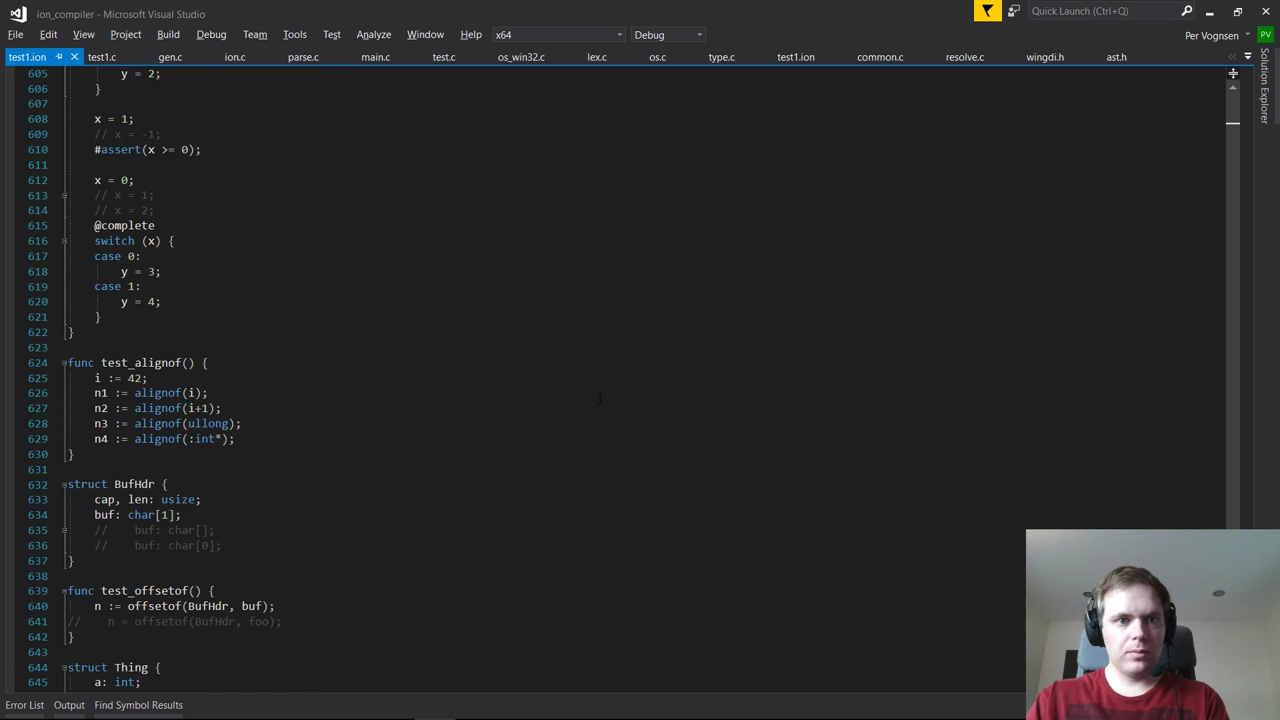 ion_compiler - Microsoft Visual Studio
Quick Launch (Ctrl+Q)
File Edit View Project Build Debug Team Tools Test Analyze Window Help x64 Debug
Per Vognsen PV
test1.ion test1.c gen.c ion.c parse.c main.c test.c os_win32.c lex.c os.c type.c test1.ion common.c resolve.c wingdi.h ast.h
Solution Explorer
605 y = 2;
606 }
607
608 x = 1;
609 // x = -1;
610 #assert(x >= 0);
611
612 x = 0;
613 // x = 1;
614 // x = 2;
615 @complete
616 switch (x) {
617 case 0:
618 y = 3;
619 case 1:
620 y = 4;
621 }
622 }
623
624 func test_alignof() {
625 i := 42;
626 n1 := alignof(i);
627 n2 := alignof(i+1);
628 n3 := alignof(ullong);
629 n4 := alignof(:int*);
630 }
631
632 struct BufHdr {
633 cap, len: usize;
634 buf: char[1];
635 // buf: char[];
636 // buf: char[0];
637 }
638
639 func test_offsetof() {
640 n := offsetof(BufHdr, buf);
641 // n = offsetof(BufHdr, foo);
642 }
643
644 struct Thing {
645 a: int;
Error List Output Find Symbol Results